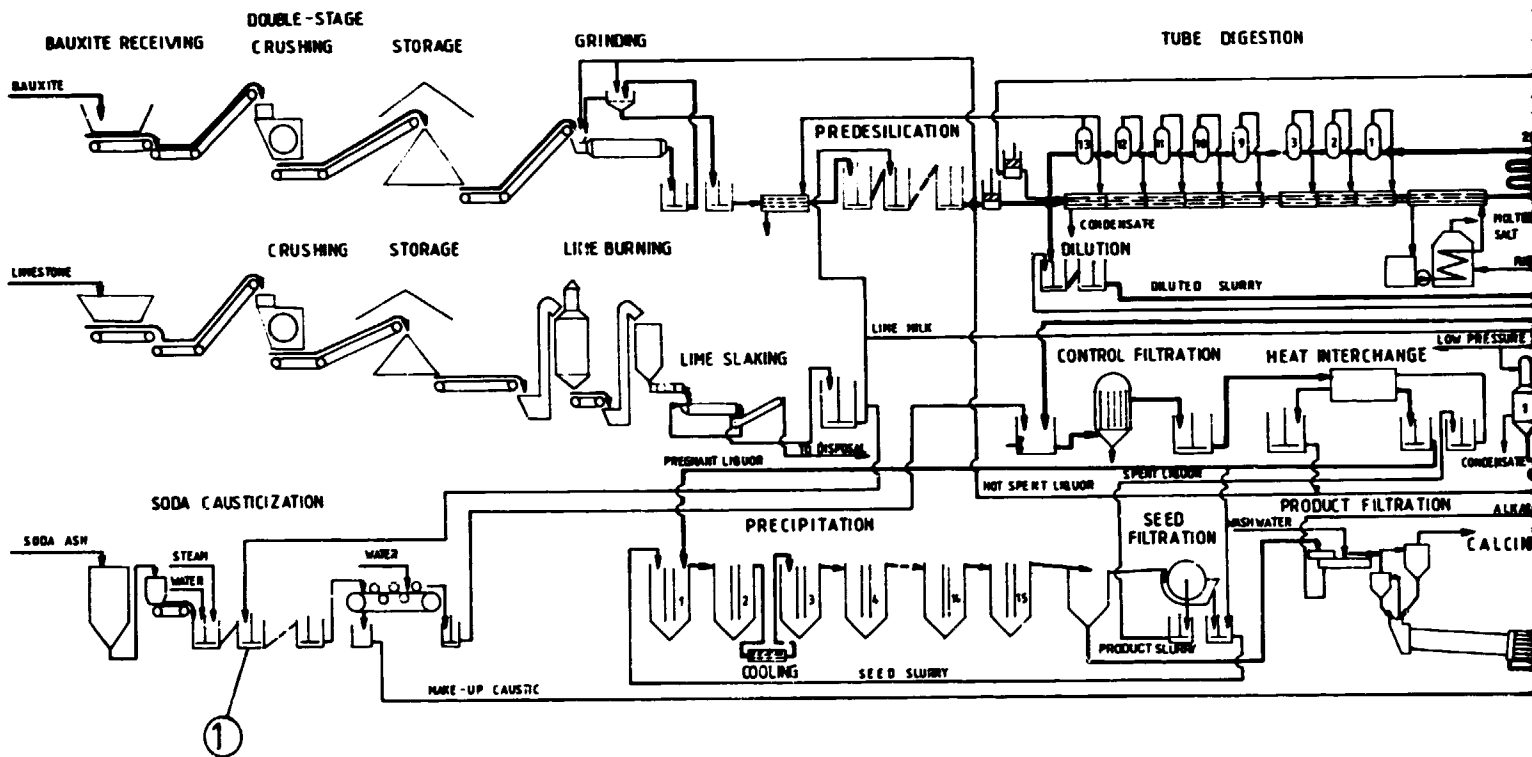 DOUBLE-STAGE
BAUXITE RECEIVING
CRUSHING
STORAGE
GRINDING
TUBE DIGESTION
BAUXITE
PREDESILICATION
13
12
11
10
9
3
2
1
CONDENSATE
MOLTE
SALT
DILUTION
DILUTED SLURRY
CRUSHING
STORAGE
LIME BURNING
LIMESTONE
LIME MILK
LIME SLAKING
CONTROL FILTRATION
HEAT INTERCHANGE
LOW PRESSURE
TO DISPOSAL
PREGNANT LIQUOR
SPENT LIQUOR
HOT SPENT LIQUOR
CONDENSATE
SODA CAUSTICIZATION
PRECIPITATION
SEED
FILTRATION
WASHWATER
PRODUCT FILTRATION
CALCIN
SODA ASH
STEAM
WATER
WATER
1
2
3
4
14
15
COOLING
PRODUCT SLURRY
SEED SLURRY
MAKE-UP CAUSTIC
1